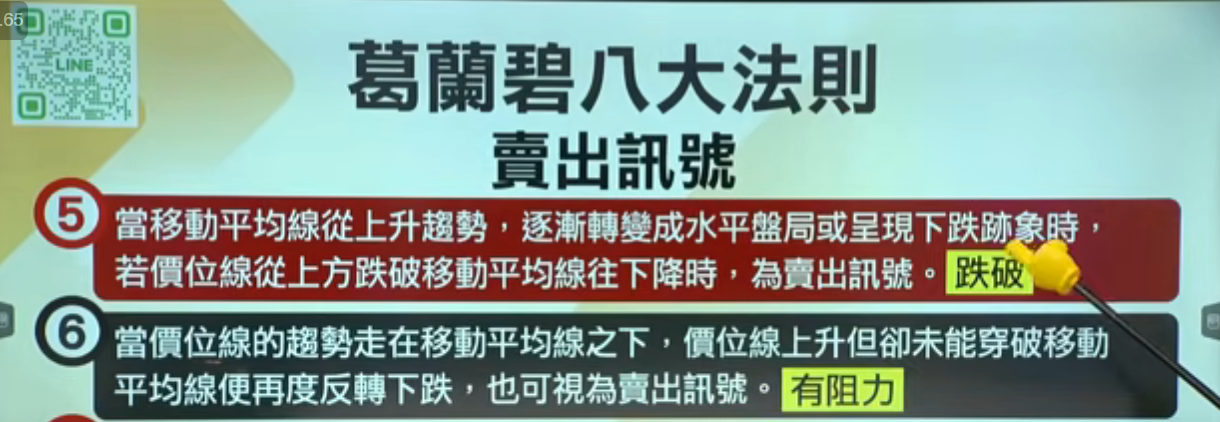 .65
LINE
葛蘭碧八大法則
賣出訊號
5
當移動平均線從上升趨勢，逐漸轉變成水平盤局或呈現下跌跡象時，
若價位線從上方跌破移動平均線往下降時，為賣出訊號。 跌破
6
當價位線的趨勢走在移動平均線之下，價位線上升但卻未能穿破移動
平均線便再度反轉下跌，也可視為賣出訊號。 有阻力